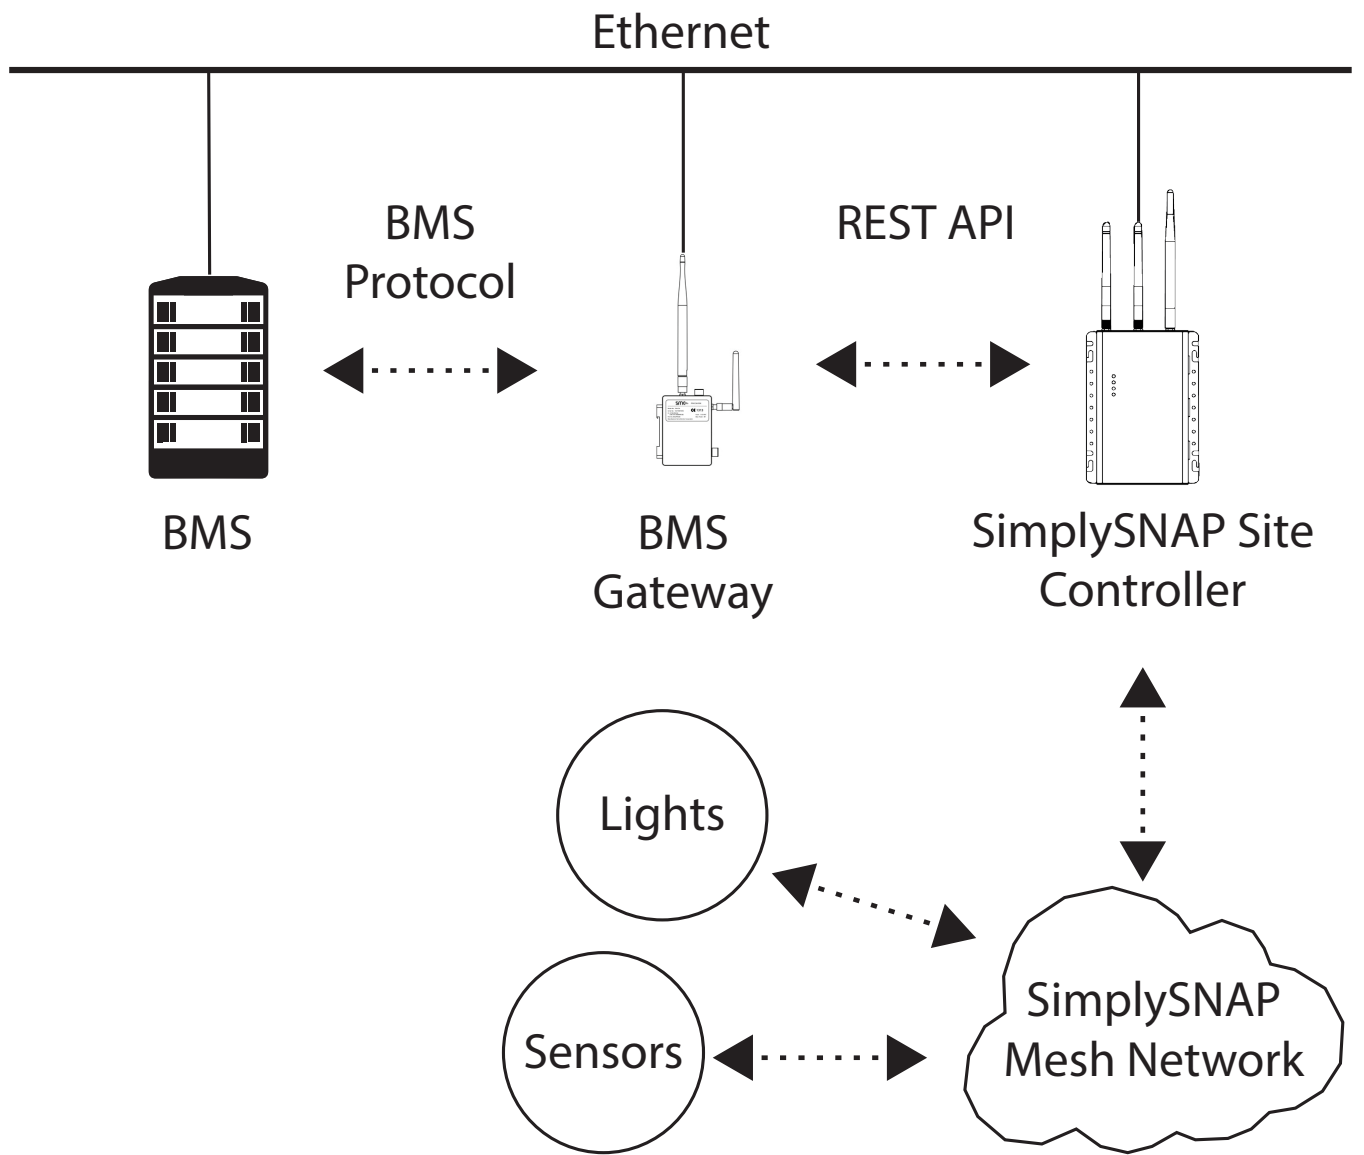 Ethernet
BMS
Protocol
REST API
BMS
BMS
Gateway
SimplySNAP Site
Controller
Lights
Sensors
SimplySNAP
Mesh Network